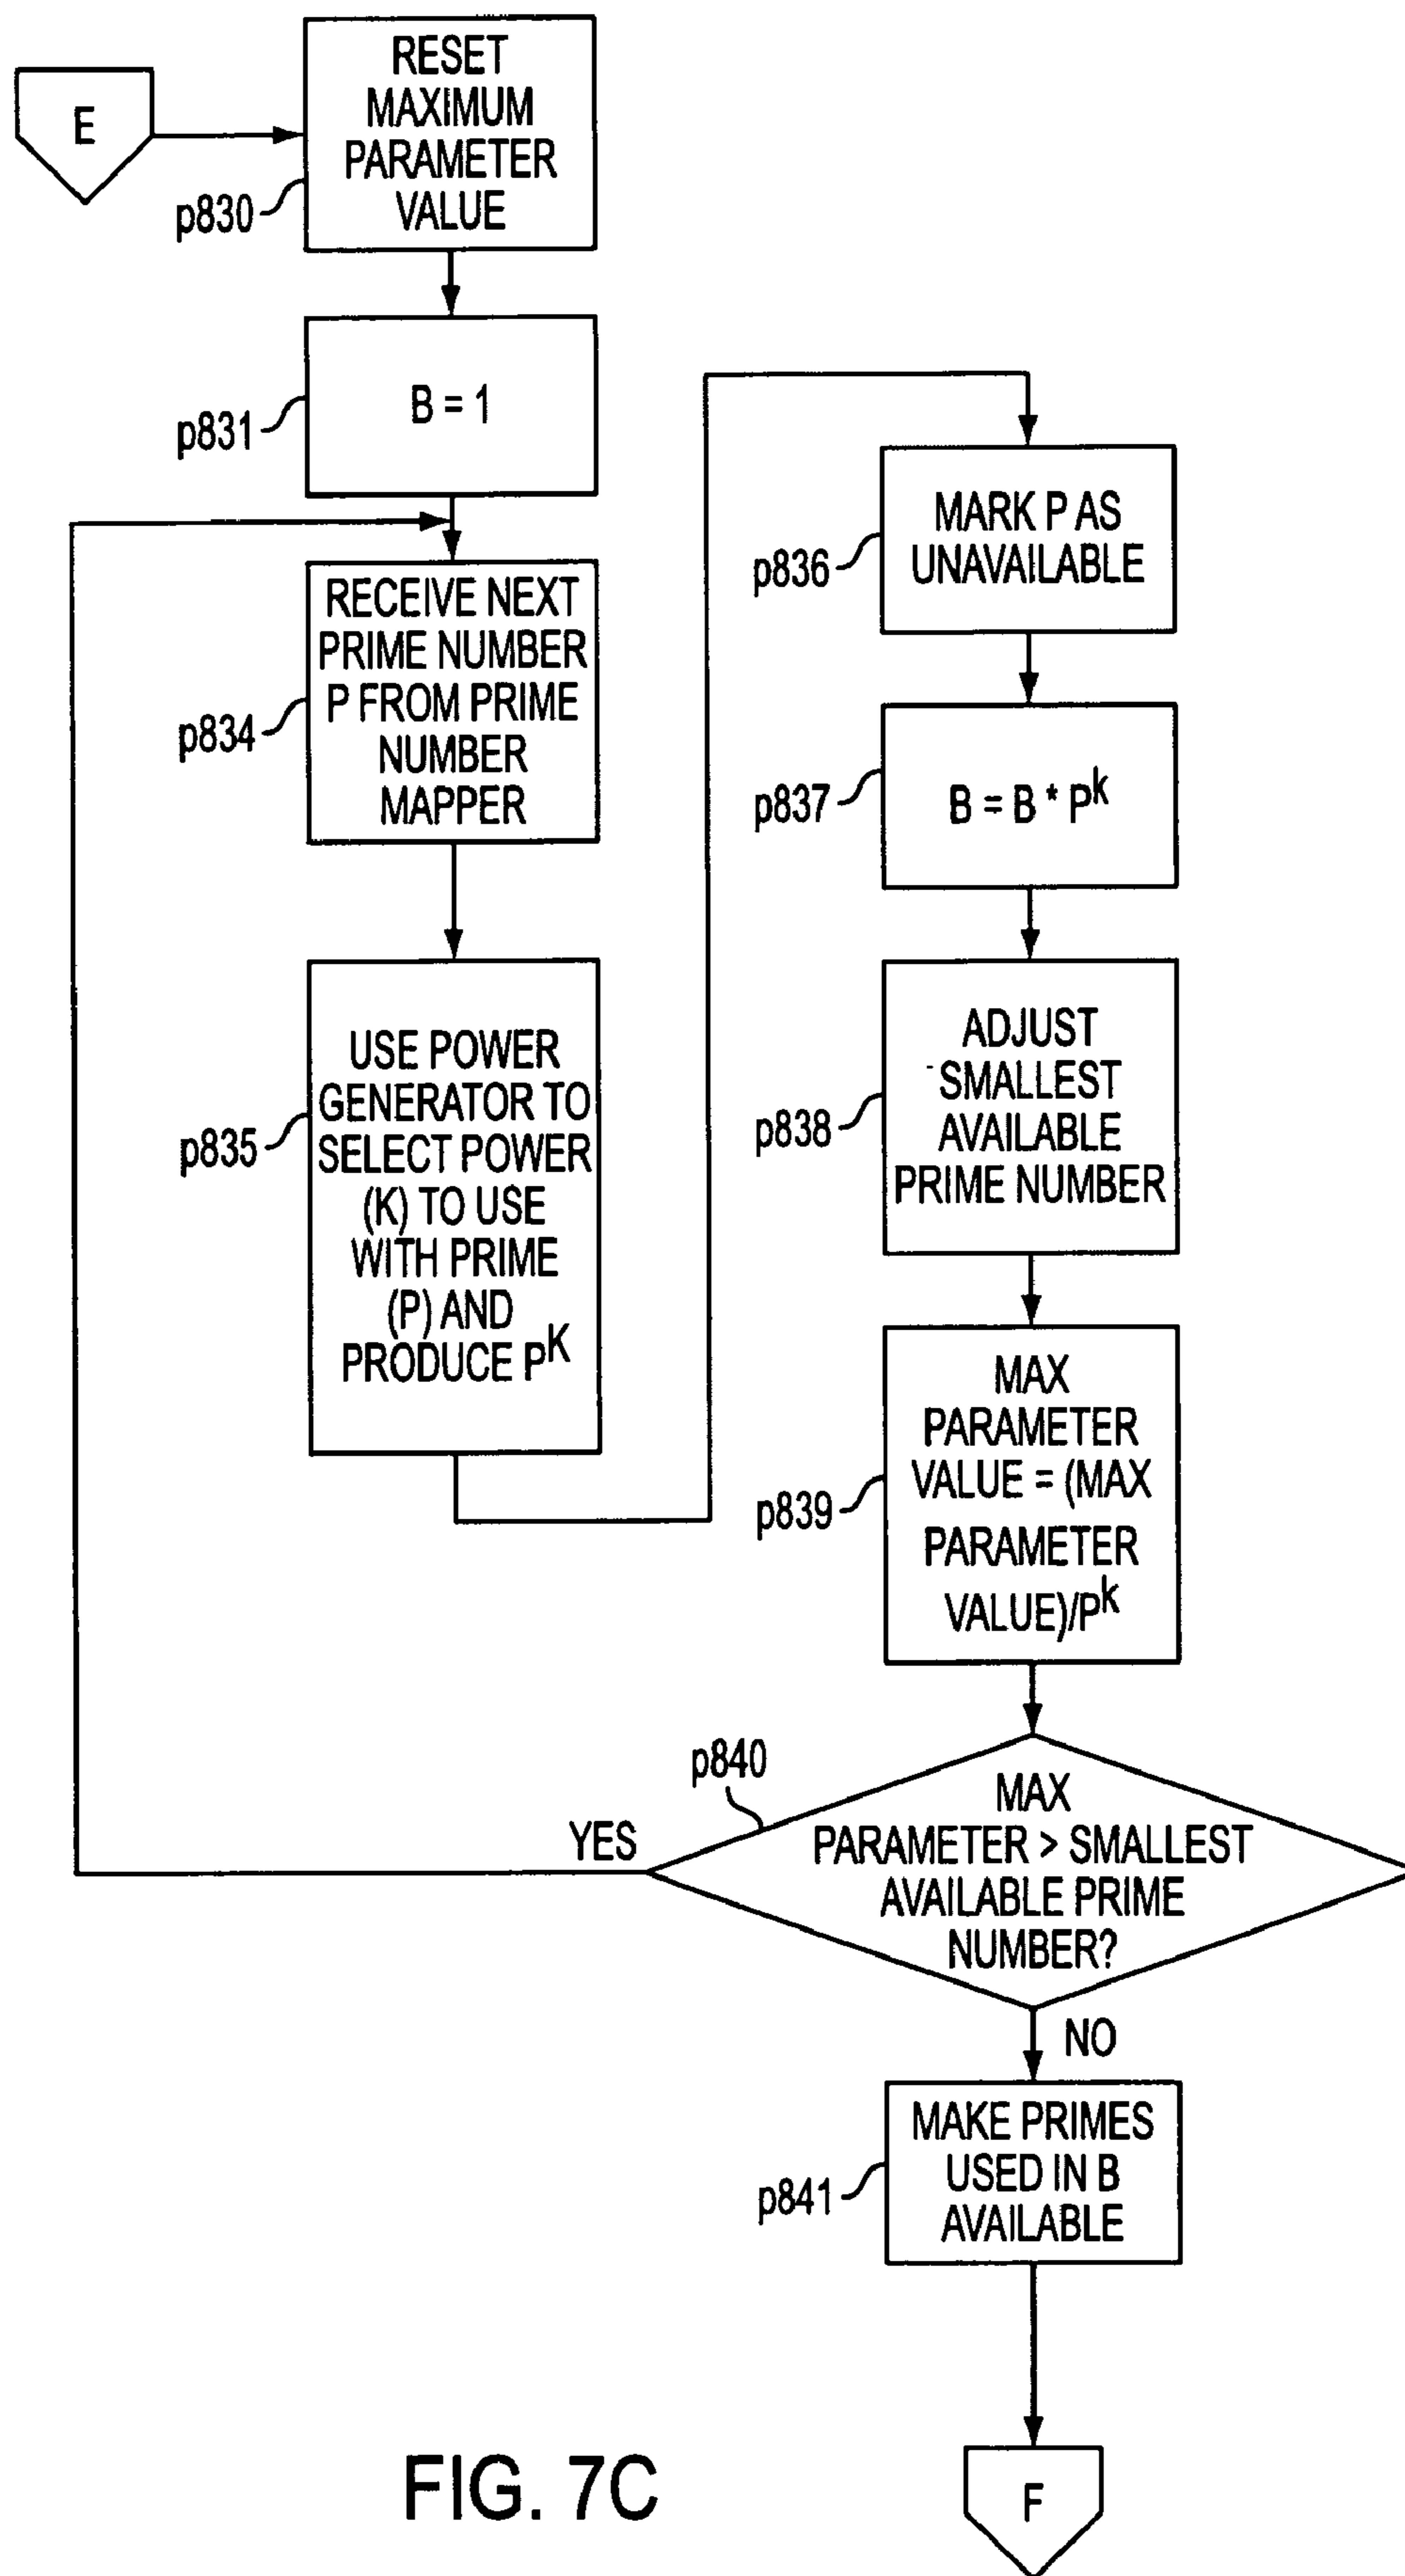 E
RESET
MAXIMUM
PARAMETER
VALUE
p830
B = 1
p831
RECEIVE NEXT
PRIME NUMBER
P FROM PRIME
NUMBER
MAPPER
p834
USE POWER
GENERATOR TO
SELECT POWER
(K) TO USE
WITH PRIME
(P) AND
PRODUCE P^K
p835
MARK P AS
UNAVAILABLE
p836
B = B * P^k
p837
ADJUST
SMALLEST
AVAILABLE
PRIME NUMBER
p838
MAX
PARAMETER
VALUE = (MAX
PARAMETER
VALUE)/P^k
p839
p840
MAX
PARAMETER > SMALLEST
AVAILABLE PRIME
NUMBER?
YES
NO
MAKE PRIMES
USED IN B
AVAILABLE
p841
F
FIG. 7C